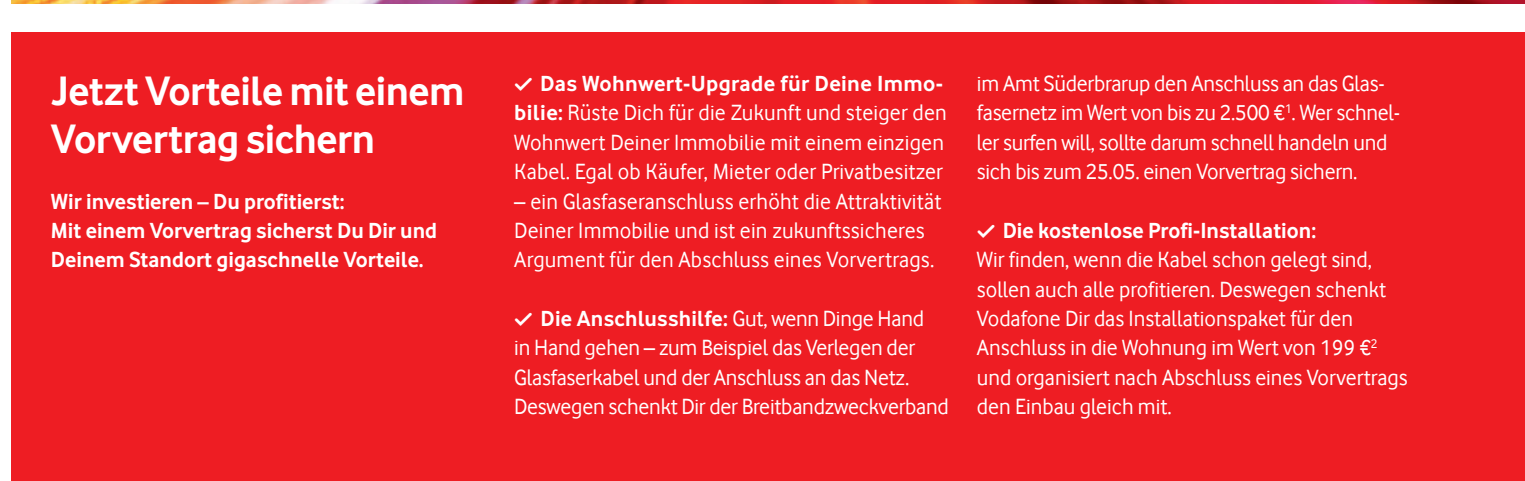 Jetzt Vorteile mit einem
Vorvertrag sichern
Wir investieren – Du profitierst:
Mit einem Vorvertrag sicherst Du Dir und
Deinem Standort gigaschnelle Vorteile.
✓ Das Wohnwert-Upgrade für Deine Immo-
bilie: Rüste Dich für die Zukunft und steiger den
Wohnwert Deiner Immobilie mit einem einzigen
Kabel. Egal ob Käufer, Mieter oder Privatbesitzer
– ein Glasfaseranschluss erhöht die Attraktivität
Deiner Immobilie und ist ein zukunftssicheres
Argument für den Abschluss eines Vorvertrags.
✓ Die Anschlusshilfe: Gut, wenn Dinge Hand
in Hand gehen – zum Beispiel das Verlegen der
Glasfaserkabel und der Anschluss an das Netz.
Deswegen schenkt Dir der Breitbandzweckverband
im Amt Süderbrarup den Anschluss an das Glas-
fasernetz im Wert von bis zu 2.500 €¹. Wer schnel-
ler surfen will, sollte darum schnell handeln und
sich bis zum 25.05. einen Vorvertrag sichern.
✓ Die kostenlose Profi-Installation:
Wir finden, wenn die Kabel schon gelegt sind,
sollen auch alle profitieren. Deswegen schenkt
Vodafone Dir das Installationspaket für den
Anschluss in die Wohnung im Wert von 199 €²
und organisiert nach Abschluss eines Vorvertrags
den Einbau gleich mit.